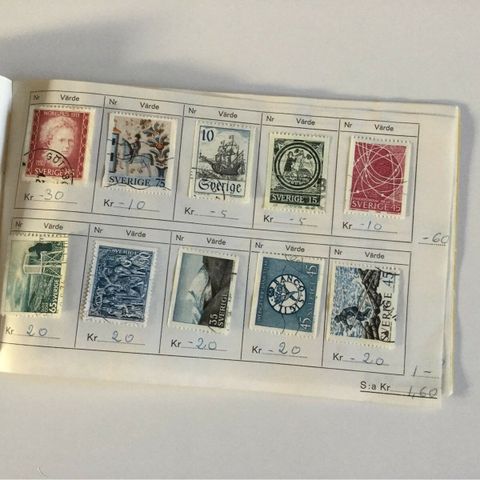 Nr Värde Nr Värde Nr Värde Nr Värde Nr Värde
SVERIGE 75
10
Sverige
SVERIGE 15
SVERIGE
Kr -30 Kr -10 Kr -5 Kr -5 Kr -10 -60
Nr Värde Nr Värde Nr Värde Nr Värde
65 SVERIGE
35 SVERIGE
BANCO
45
45
SVERIGE 45
Kr 20 Kr 20 Kr -20 Kr -20 Kr -20 1-
S:a Kr 1,60